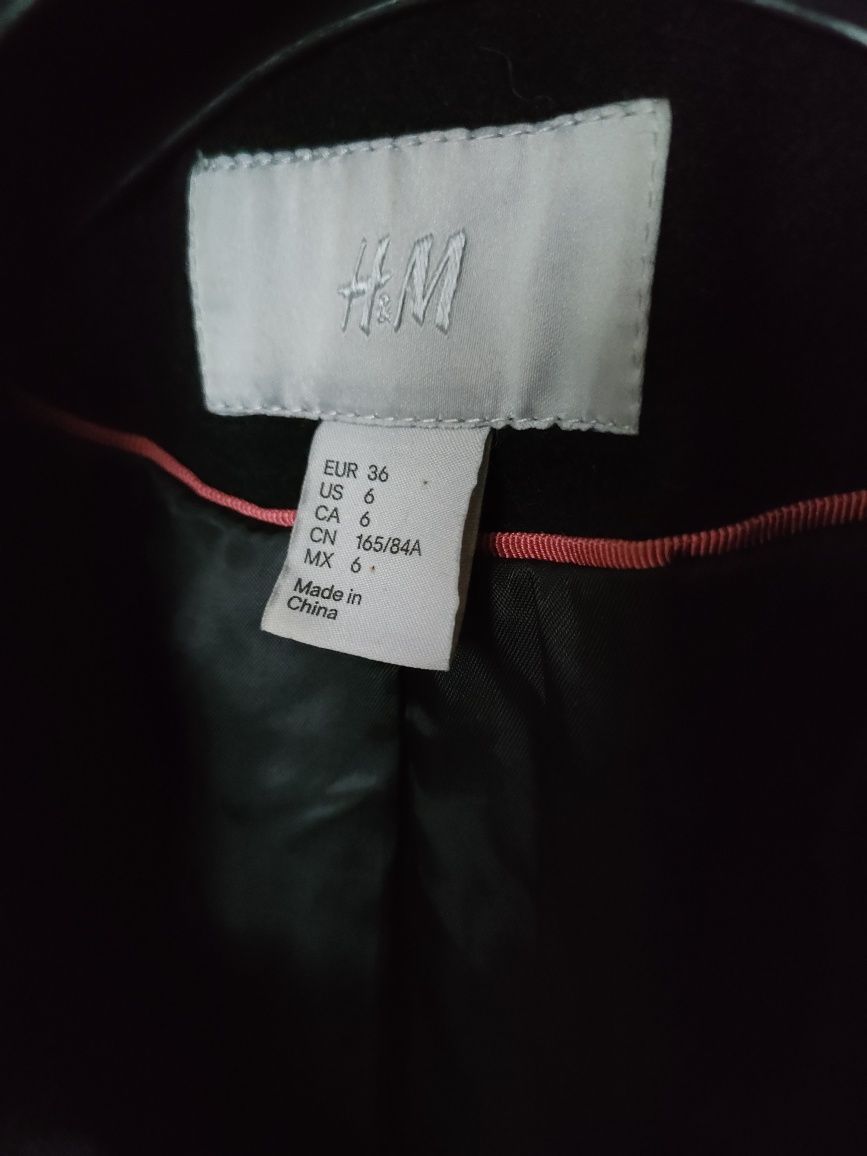 H&M
EUR 36
US 6
CA 6
CN 165/84A
MX 6
Made in
China